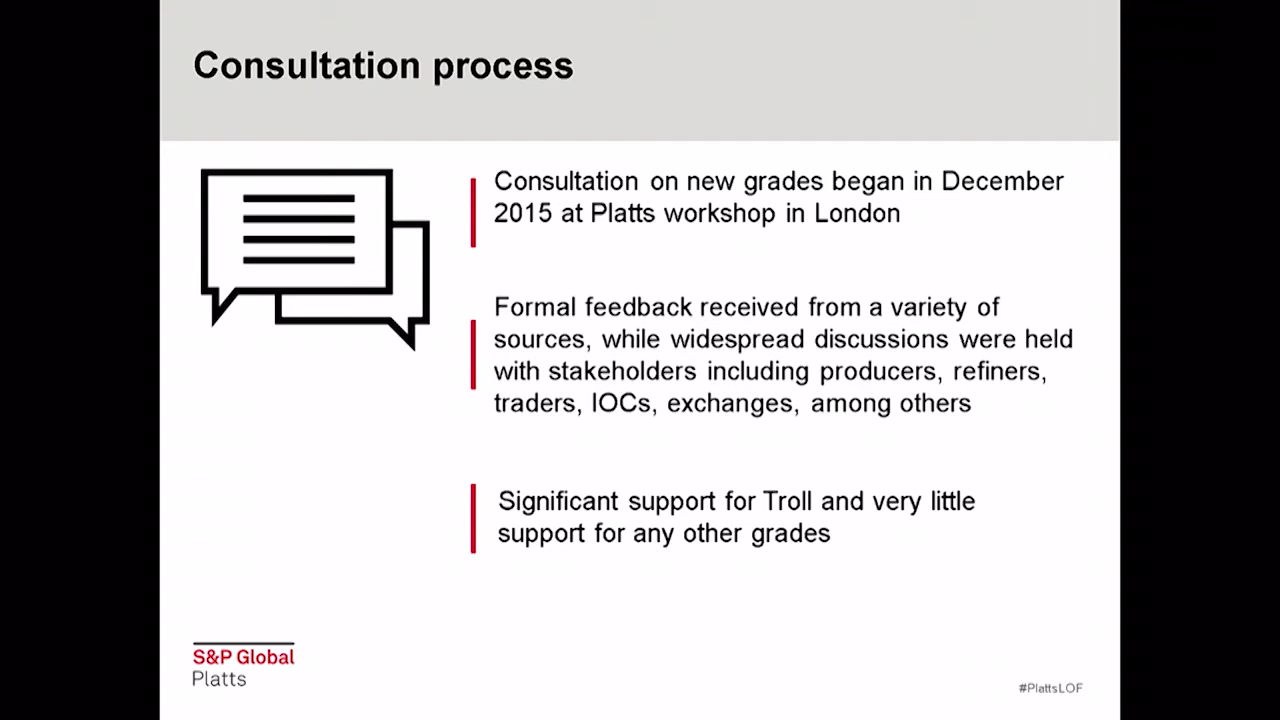 Consultation process
Consultation on new grades began in December
2015 at Platts workshop in London
Formal feedback received from a variety of
sources, while widespread discussions were held
with stakeholders including producers, refiners,
traders, IOCs, exchanges, among others
Significant support for Troll and very little
support for any other grades
S&P Global
Platts
#PlattsLOF